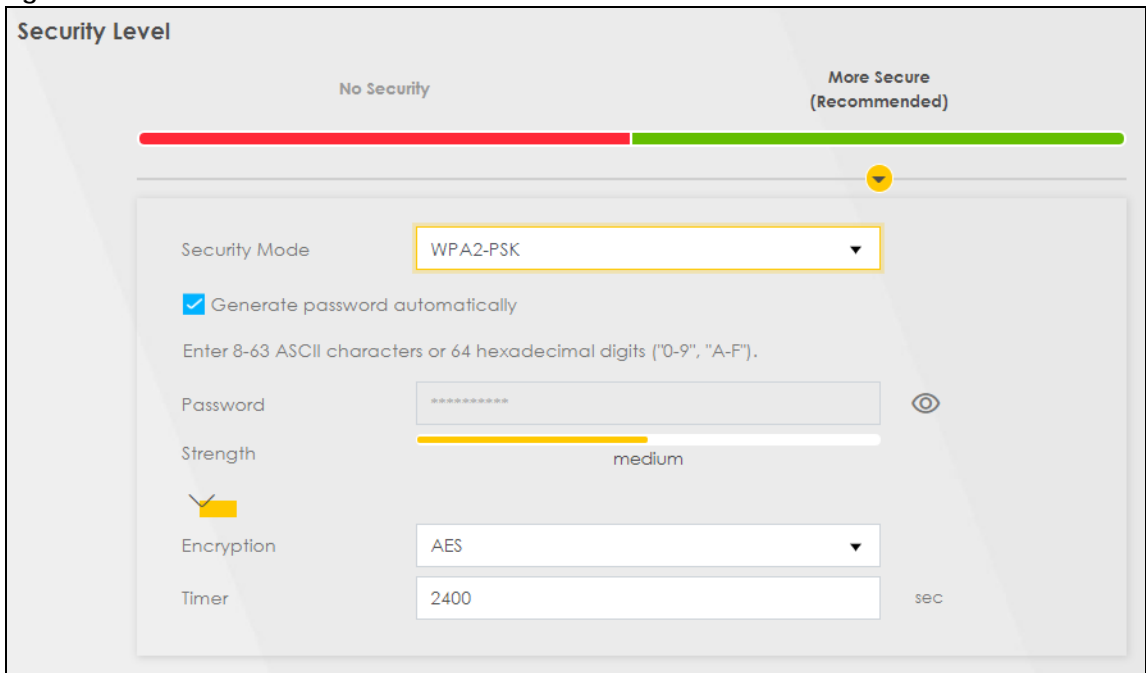 Security Level
No Security
More Secure
(Recommended)
Security Mode
WPA2-PSK
Generate password automatically
Enter 8-63 ASCII characters or 64 hexadecimal digits ("0-9", "A-F").
Password
**********
Strength
medium
Encryption
AES
Timer
2400
sec